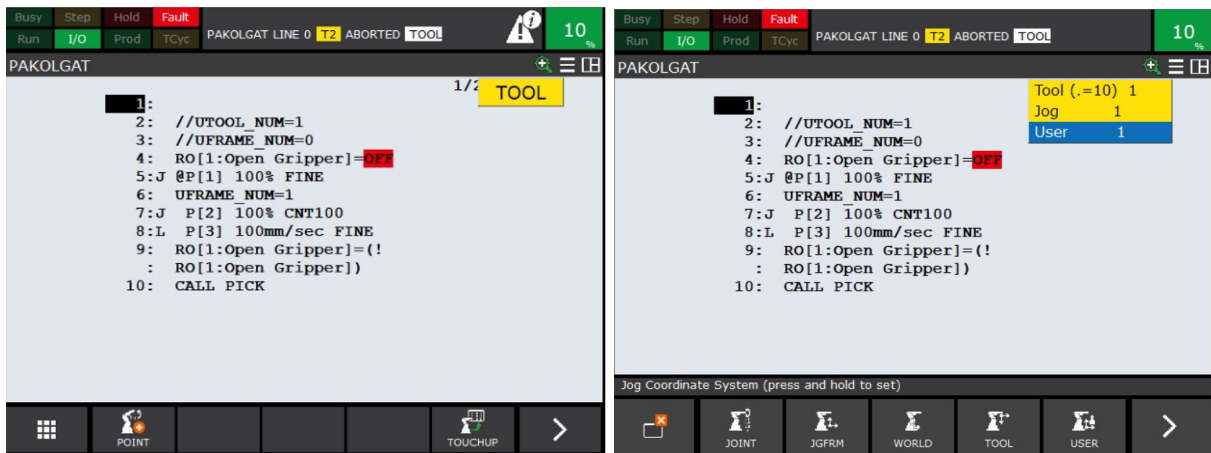 Busy Step Hold Fault
Run I/O Prod TCyc PAKOLGAT LINE 0 T2 ABORTED TOOL
10
%
PAKOLGAT
TOOL
1:
2: //UTOOL_NUM=1
3: //UFRAME_NUM=0
4: RO[1:Open Gripper]=OFF
5:J @P[1] 100% FINE
6: UFRAME_NUM=1
7:J P[2] 100% CNT100
8:L P[3] 100mm/sec FINE
9: RO[1:Open Gripper]=(!
: RO[1:Open Gripper])
10: CALL PICK
POINT TOUCHUP
Busy Step Hold Fault
Run I/O Prod TCyc PAKOLGAT LINE 0 T2 ABORTED TOOL
10
%
PAKOLGAT
Tool (.=10) 1
Jog 1
User 1
1:
2: //UTOOL_NUM=1
3: //UFRAME_NUM=0
4: RO[1:Open Gripper]=OFF
5:J @P[1] 100% FINE
6: UFRAME_NUM=1
7:J P[2] 100% CNT100
8:L P[3] 100mm/sec FINE
9: RO[1:Open Gripper]=(!
: RO[1:Open Gripper])
10: CALL PICK
Jog Coordinate System (press and hold to set)
JOINT JGFRM WORLD TOOL USER